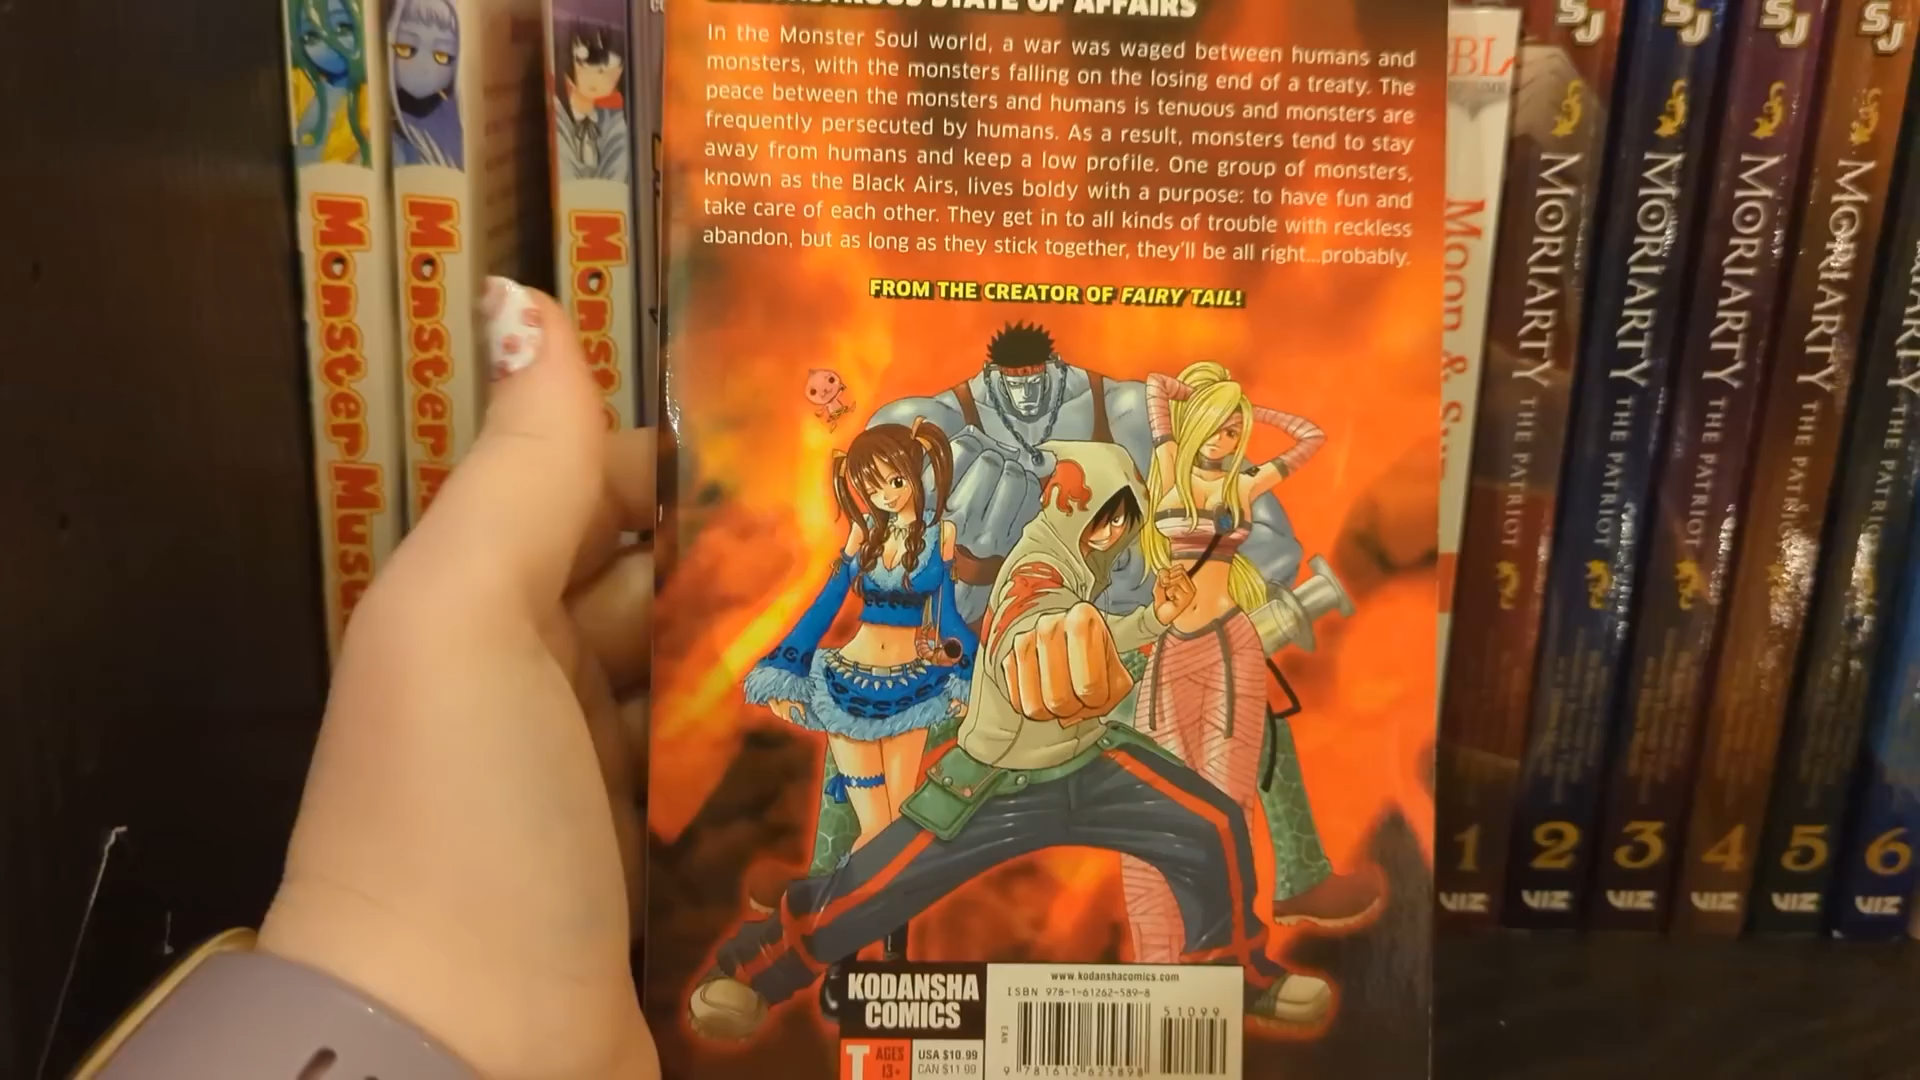 STATE OF AFFAIRS
In the Monster Soul world, a war was waged between humans and
monsters, with the monsters falling on the losing end of a treaty. The
peace between the monsters and humans is tenuous and monsters are
frequently persecuted by humans. As a result, monsters tend to stay
away from humans and keep a low profile. One group of monsters,
known as the Black Airs, lives boldy with a purpose: to have fun and
take care of each other. They get in to all kinds of trouble with reckless
abandon, but as long as they stick together, they'll be all right...probably.
FROM THE CREATOR OF FAIRY TAIL!
KODANSHA
COMICS
T AGES
13+
USA $10.99
CAN $11.99
www.kodanshacomics.com
ISBN 978-1-61262-589-8
51099
EAN
9 781612 625898
Monster Mus
Monster
Monst
SJ
SJ
SJ
SJ
MORIARTY THE PATRIOT
1
VIZ
MORIARTY THE PATRIOT
2
VIZ
MORIARTY THE PATRIOT
3
VIZ
MORIARTY THE PATRIOT
4
VIZ
MORIARTY THE
5
VIZ
6
VIZ